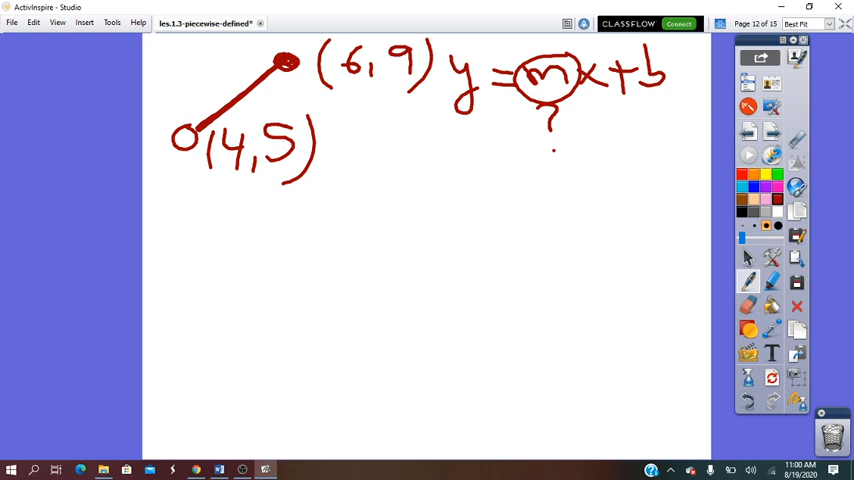 ActivInspire - Studio
File Edit View Insert Tools Help
les.1.3-piecewise-defined*
CLASSFLOW Connect
Page 12 of 15
Best Fit
(6, 9) y = mx + b
?
(4, 5)
11:00 AM
8/19/2020